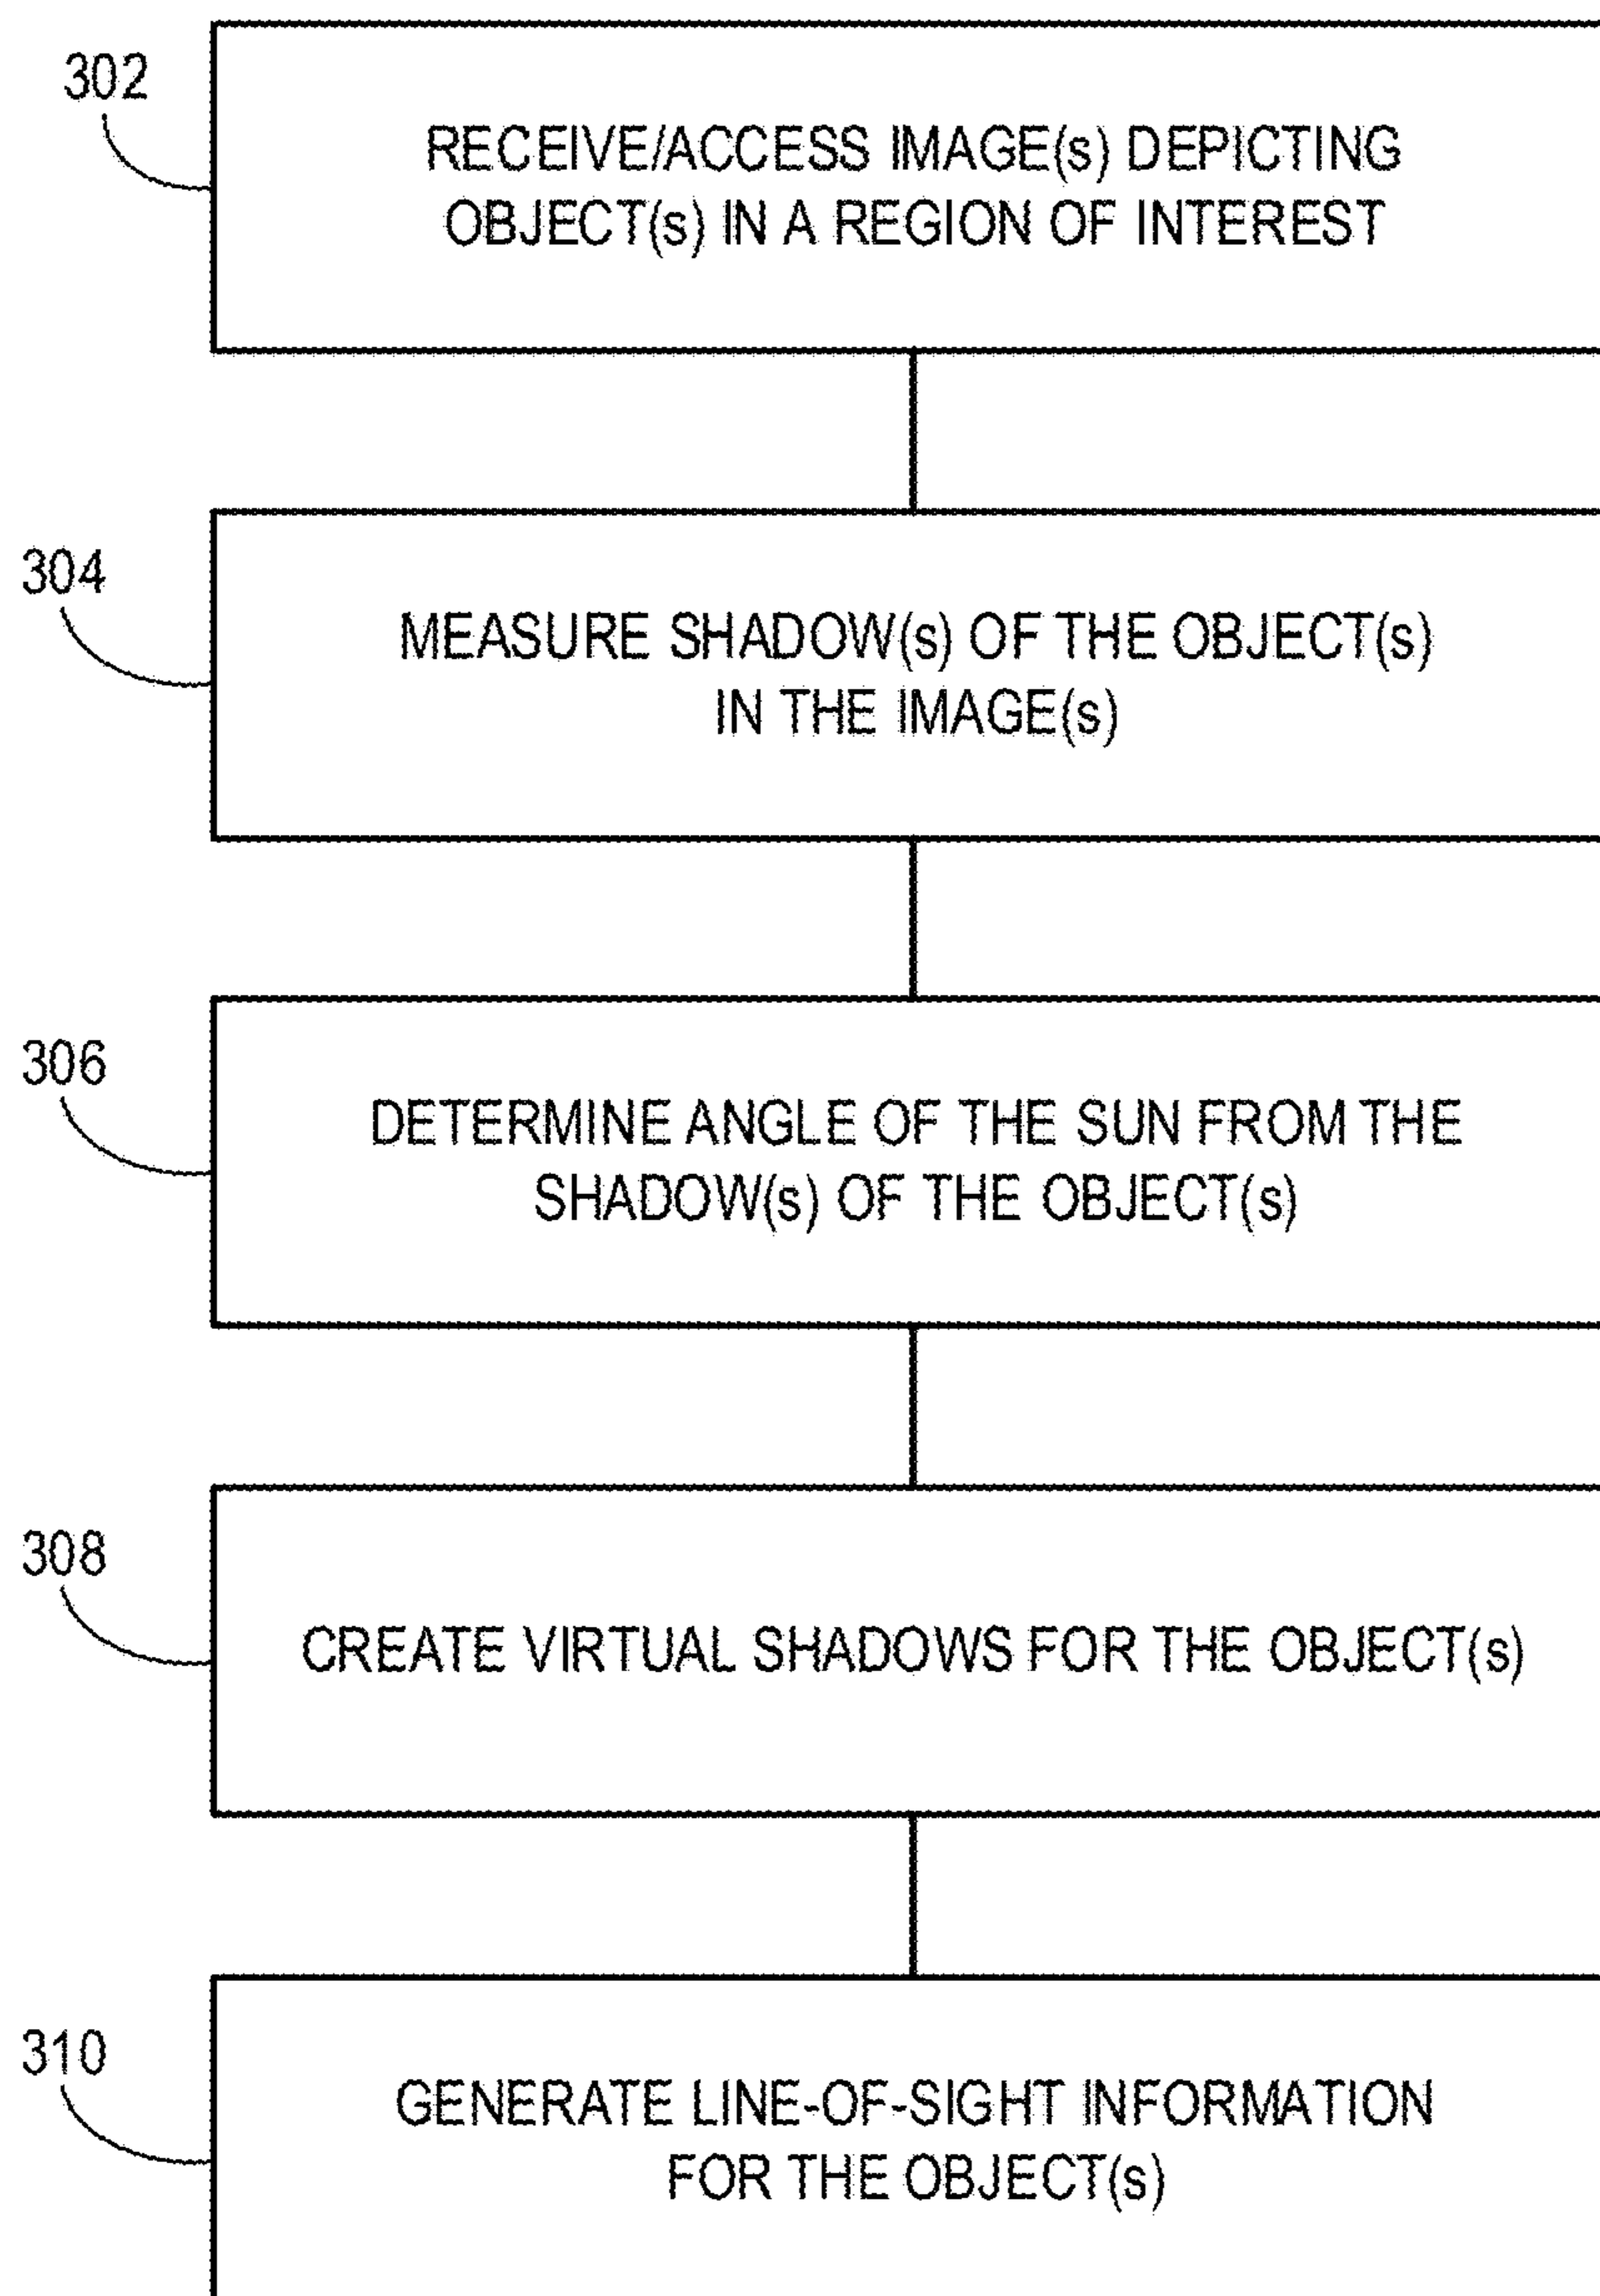 302
RECEIVE/ACCESS IMAGE(s) DEPICTING
OBJECT(s) IN A REGION OF INTEREST
304
MEASURE SHADOW(s) OF THE OBJECT(s)
IN THE IMAGE(s)
306
DETERMINE ANGLE OF THE SUN FROM THE
SHADOW(s) OF THE OBJECT(s)
308
CREATE VIRTUAL SHADOWS FOR THE OBJECT(s)
310
GENERATE LINE-OF-SIGHT INFORMATION
FOR THE OBJECT(s)